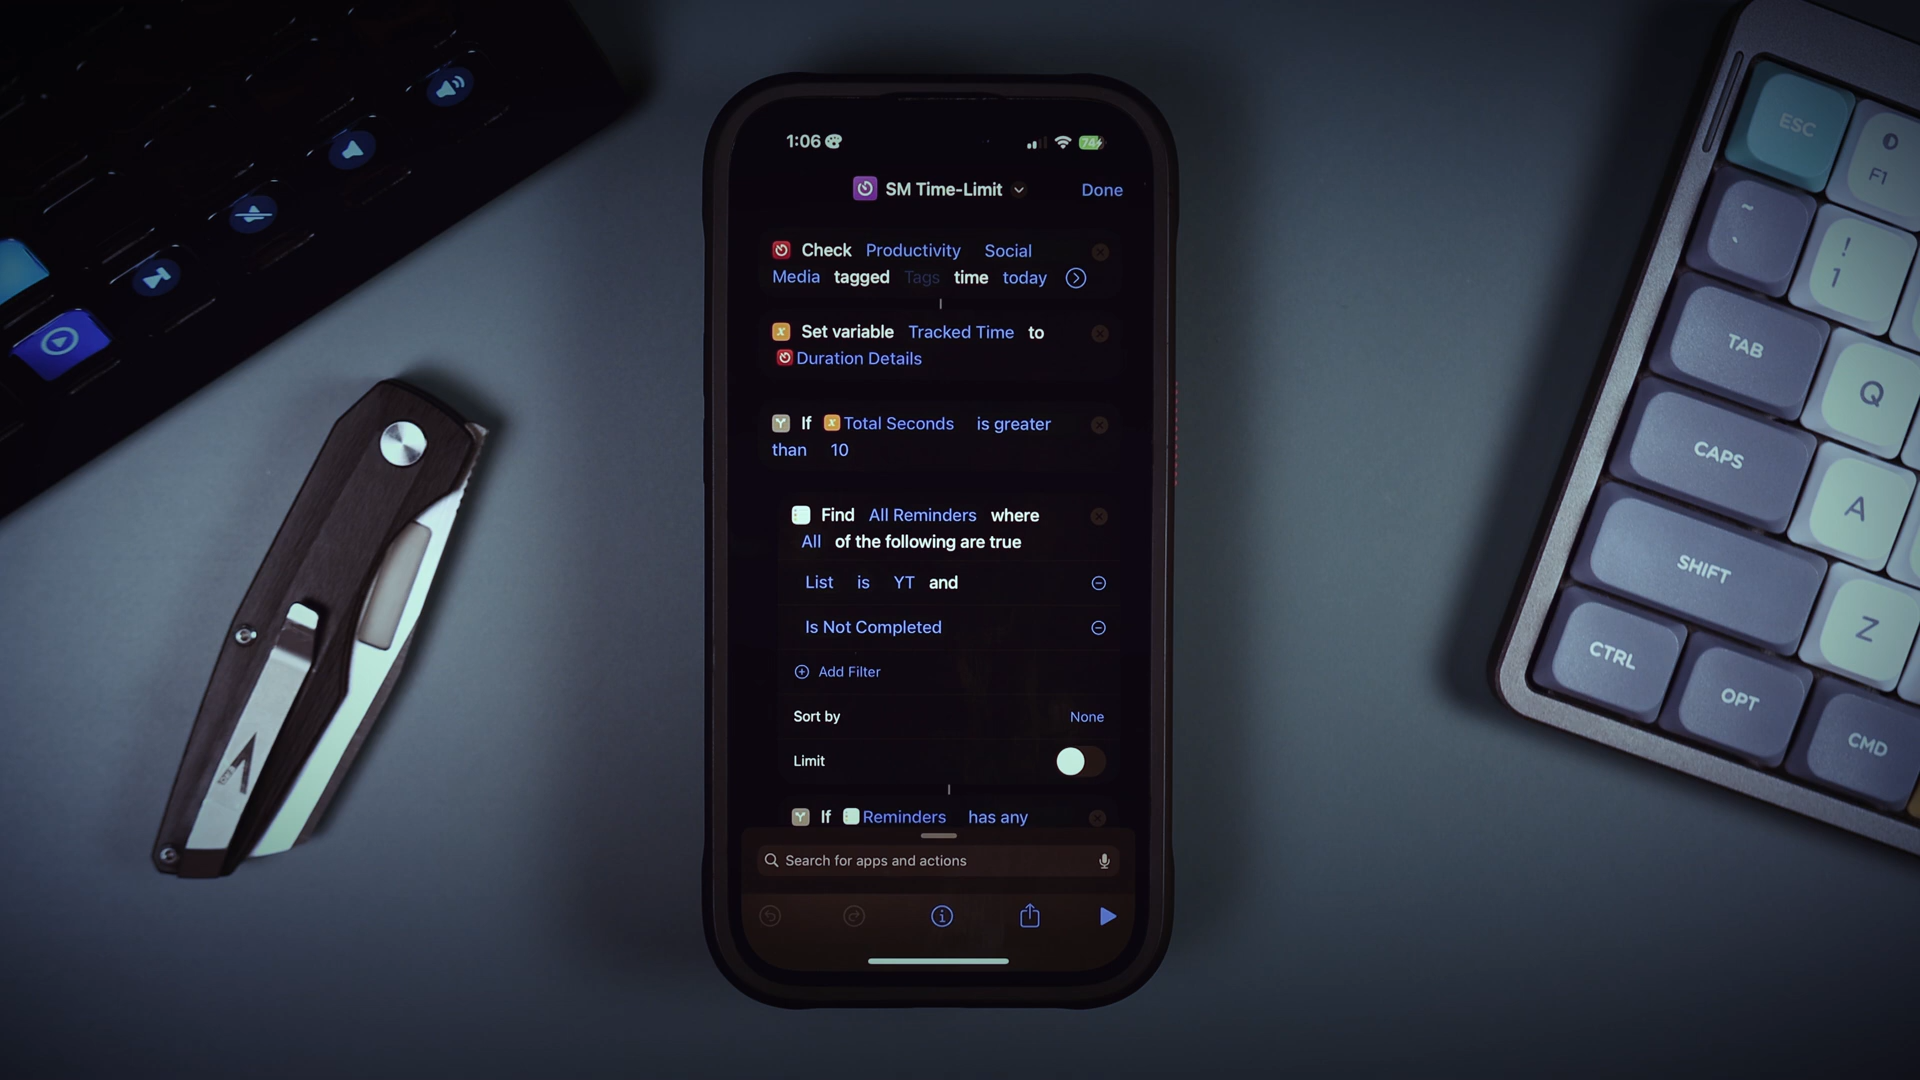 1:06
74
SM Time-Limit
Done
Check Productivity Social
Media tagged Tags time today
Set variable Tracked Time to
Duration Details
If Total Seconds is greater
than 10
Find All Reminders where
All of the following are true
List is YT and
Is Not Completed
Add Filter
Sort by None
Limit
If Reminders has any
Search for apps and actions
ESC
F1
~
!
1
TAB
Q
CAPS
A
SHIFT
Z
CTRL
OPT
CMD